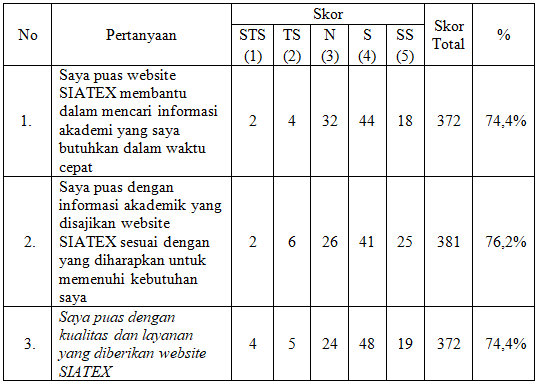 No Pertanyaan Skor Skor Total %
STS (1) TS (2) N (3) S (4) SS (5)
1. Saya puas website
SIATEX membantu
dalam mencari informasi
akademi yang saya
butuhkan dalam waktu
cepat
2 4 32 44 18 372 74,4%
2. Saya puas dengan
informasi akademik yang
disajikan website
SIATEX sesuai dengan
yang diharapkan untuk
memenuhi kebutuhan
saya
2 6 26 41 25 381 76,2%
3. Saya puas dengan
kualitas dan layanan
yang diberikan website
SIATEX
4 5 24 48 19 372 74,4%